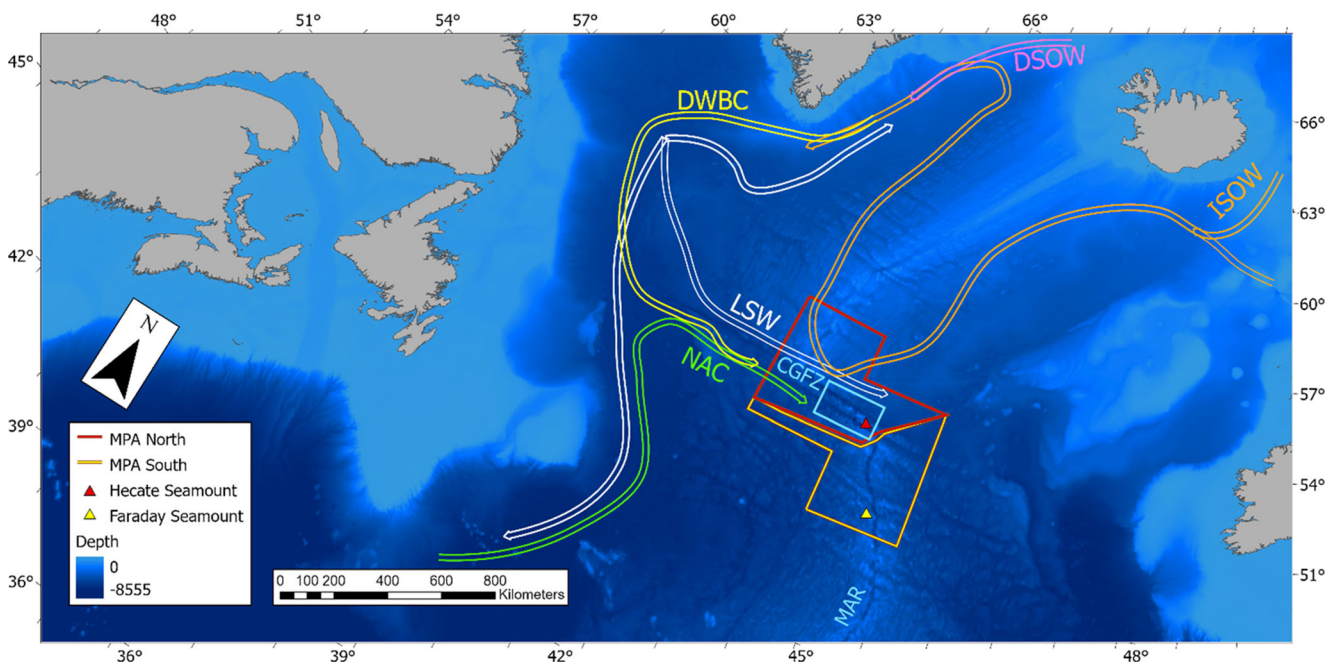 48° 51° 54° 57° 60° 63° 66°
45°
DSOW
DWBC
66°
ISOW
63°
42°
60°
LSW
N
NAC
CGFZ
57°
39°
MPA North
MPA South
Hecate Seamount
Faraday Seamount
Depth
0
-8555
54°
0 100 200 400 600 800
Kilometers
36°
51°
MAR
36° 39° 42° 45° 48°